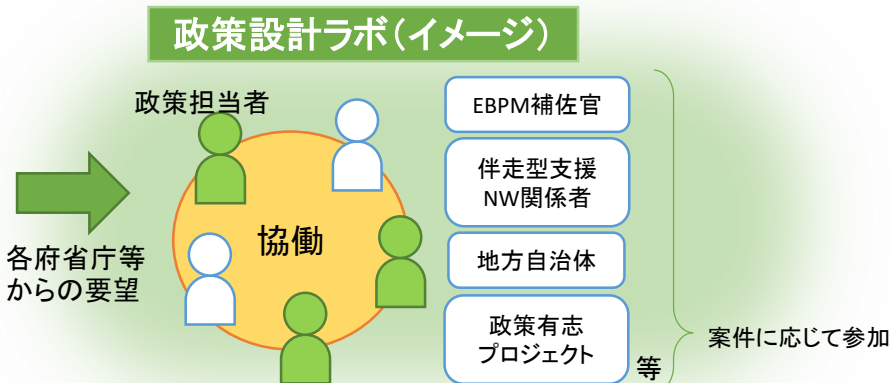 政策設計ラボ(イメージ)
政策担当者
各府省庁等
からの要望
協働
EBPM補佐官
伴走型支援
NW関係者
地方自治体
政策有志
プロジェクト
等
案件に応じて参加